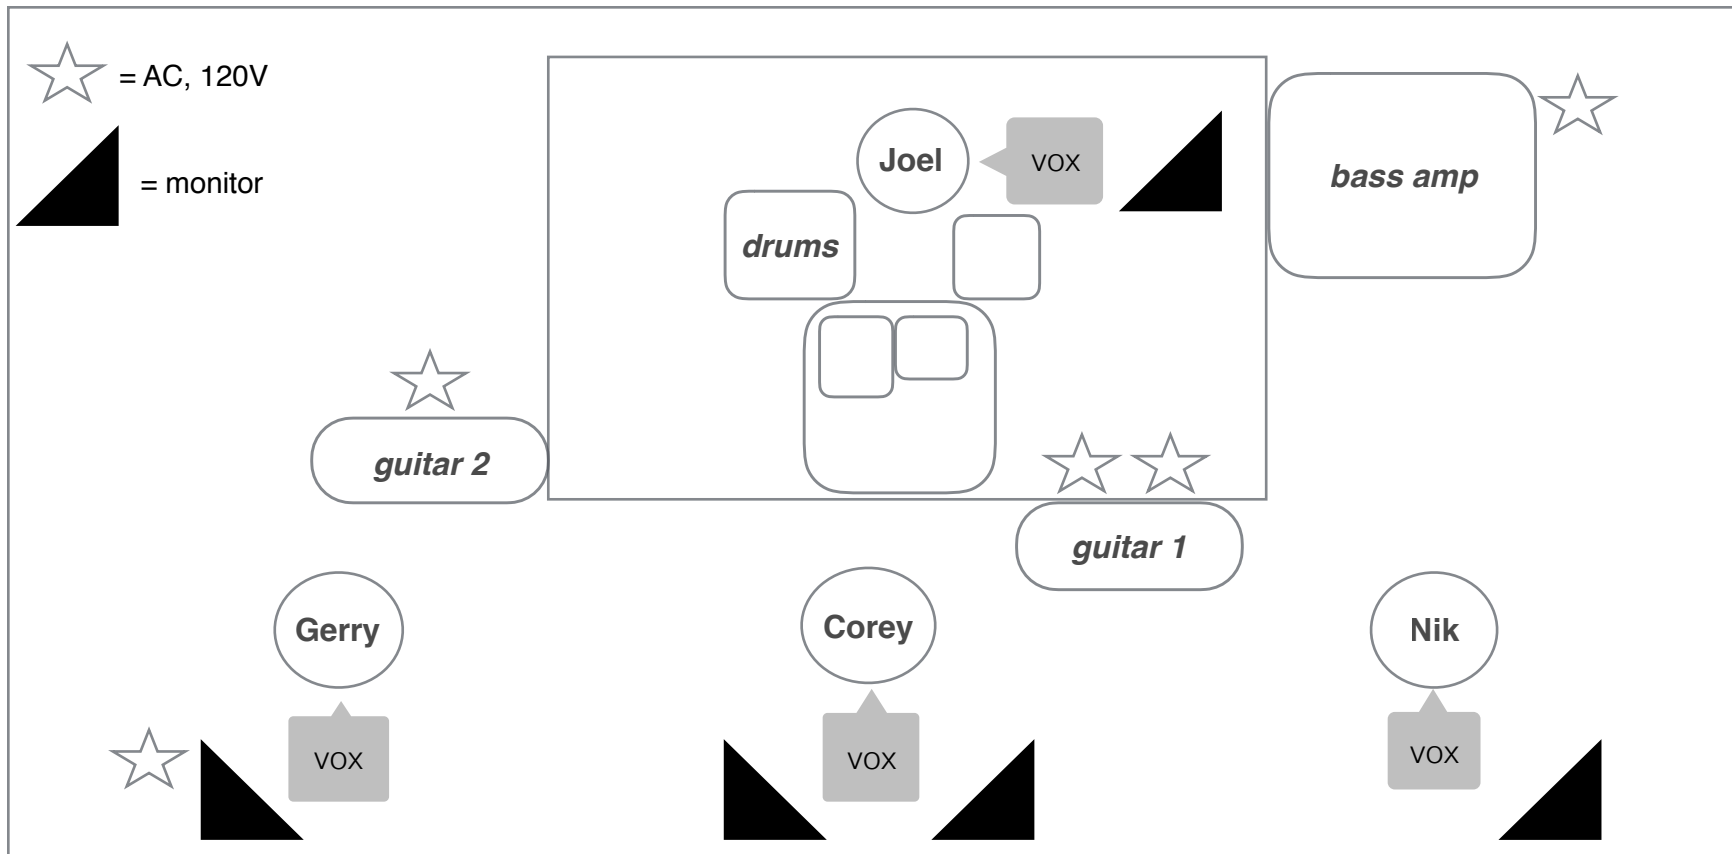 = AC, 120V
= monitor
Joel
VOX
bass amp
drums
guitar 2
guitar 1
Gerry
Corey
Nik
VOX
VOX
VOX